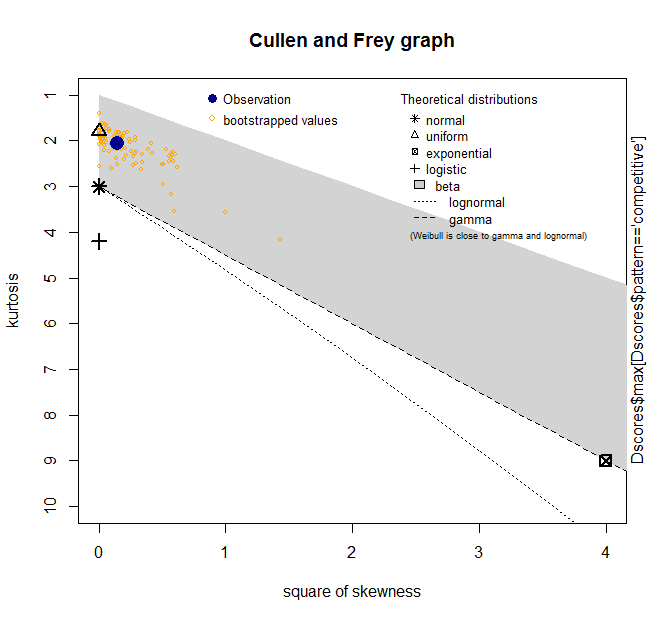 Cullen and Frey graph
Observation
bootstrapped values
Theoretical distributions
normal
uniform
exponential
logistic
beta
lognormal
gamma
(Weibull is close to gamma and lognormal)
kurtosis
1
2
3
4
5
6
7
8
9
10
0
1
2
3
4
square of skewness
Dscores$max[Dscores$pattern=='competitive']